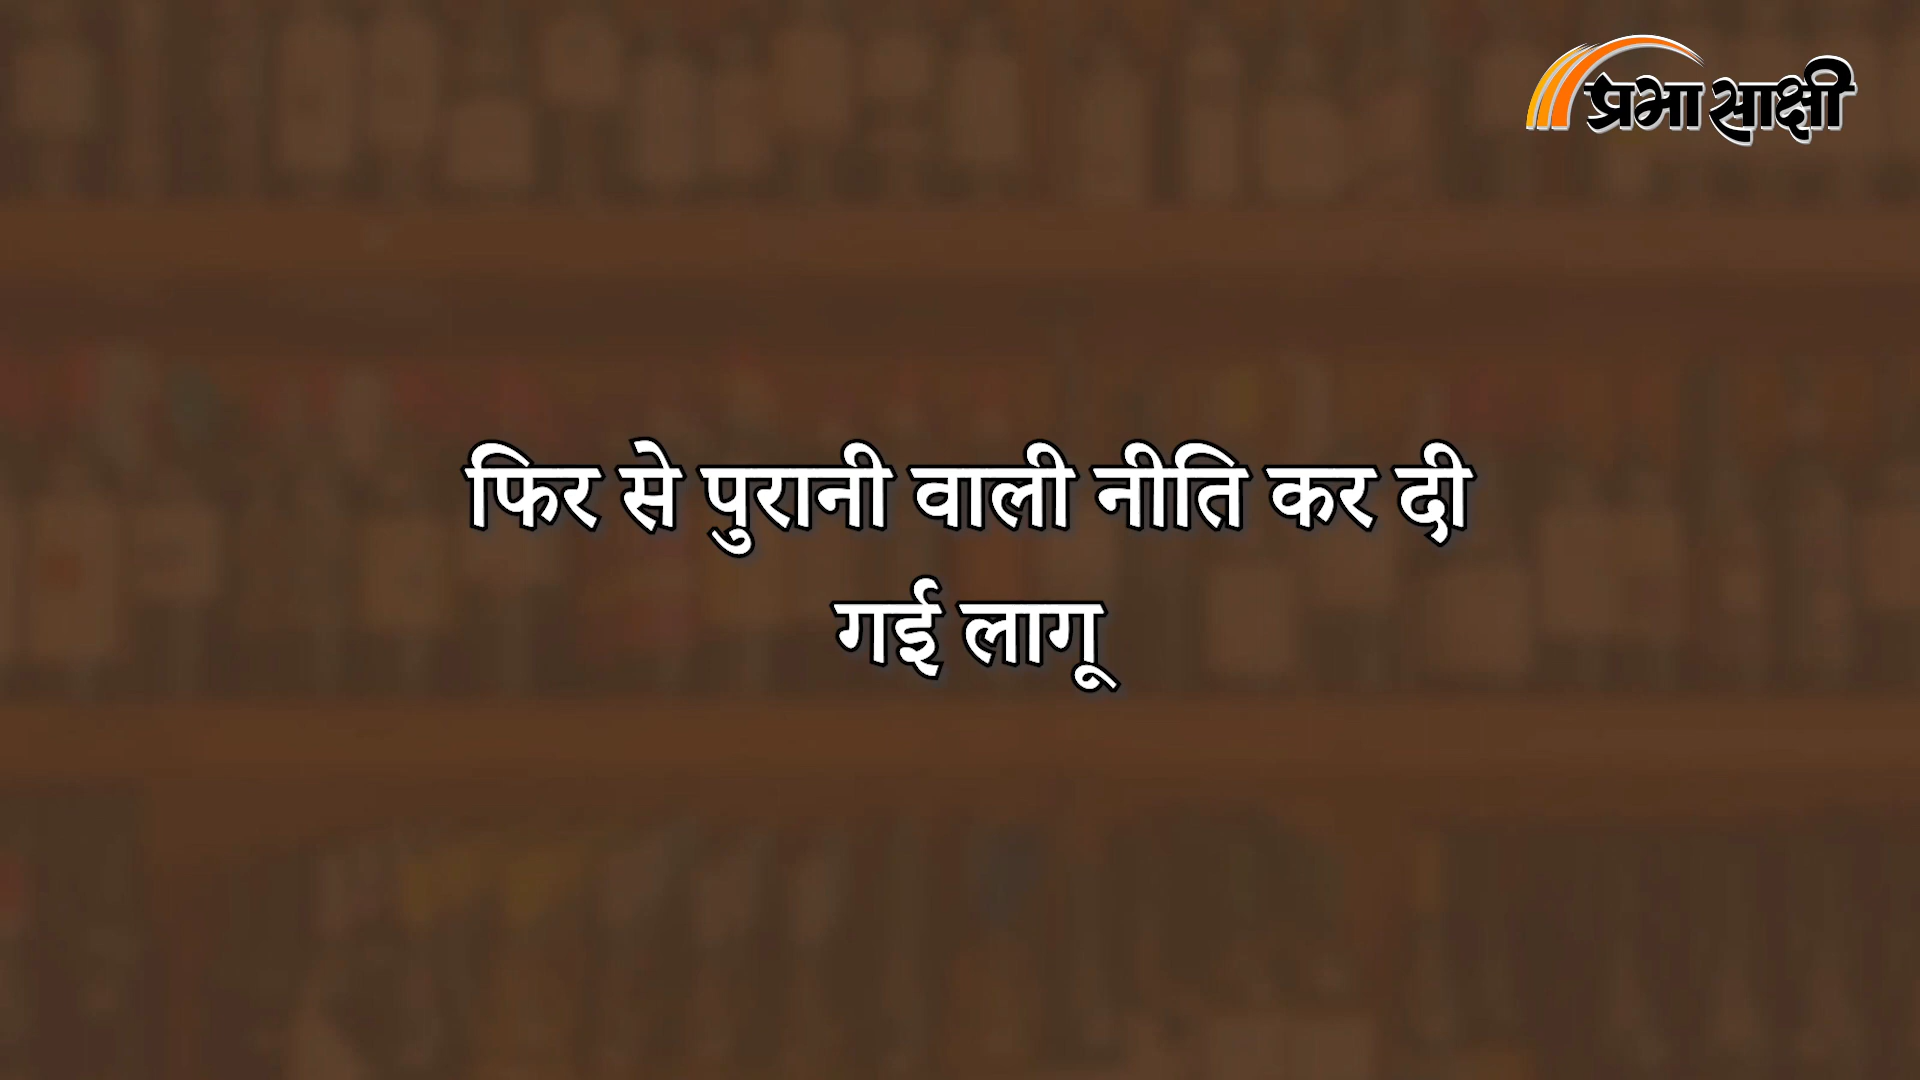 प्रभा साक्षी
फिर से पुरानी वाली नीति कर दी
गई लागू